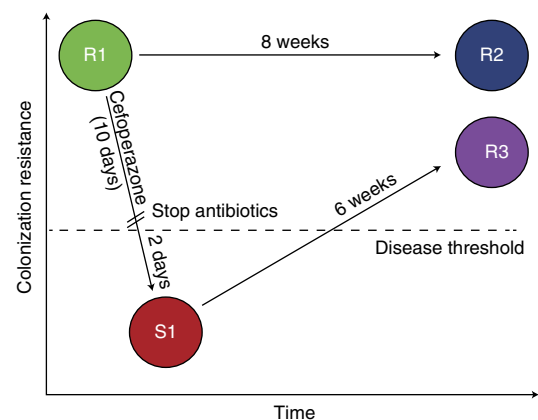 R1
8 weeks
R2
Cefoperazone
(10 days)
R3
6 weeks
Stop antibiotics
2 days
Disease threshold
S1
Colonization resistance
Time